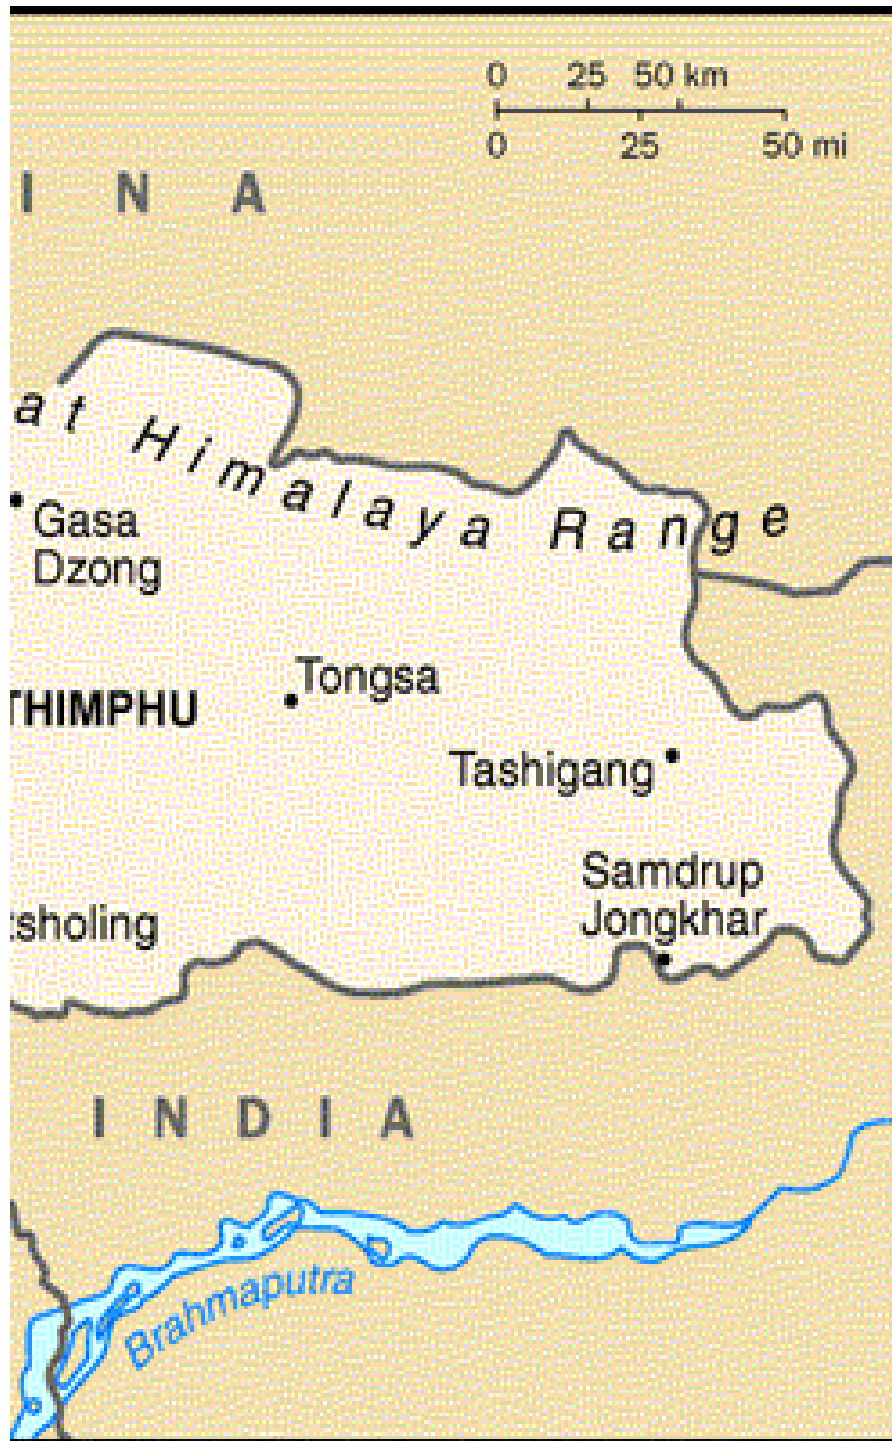 0 25 50 km
0 25 50 mi
I N A
at Himalaya Range
Gasa
Dzong
Tongsa
THIMPHU
Tashigang
Samdrup
Jongkhar
tsholing
INDIA
Brahmaputra